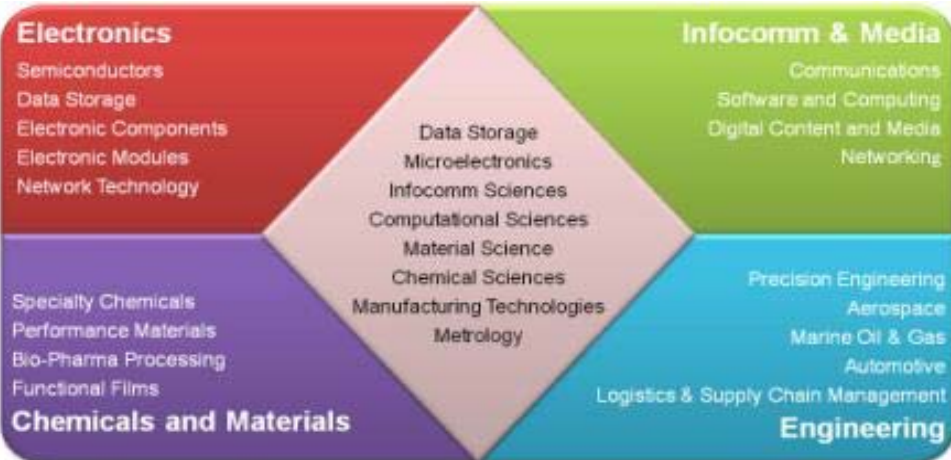 Electronics
Semiconductors
Data Storage
Electronic Components
Electronic Modules
Network Technology
Infocomm & Media
Communications
Software and Computing
Digital Content and Media
Networking
Data Storage
Microelectronics
Infocomm Sciences
Computational Sciences
Material Science
Chemical Sciences
Manufacturing Technologies
Metrology
Specialty Chemicals
Performance Materials
Bio-Pharma Processing
Functional Films
Chemicals and Materials
Precision Engineering
Aerospace
Marine Oil & Gas
Automotive
Logistics & Supply Chain Management
Engineering